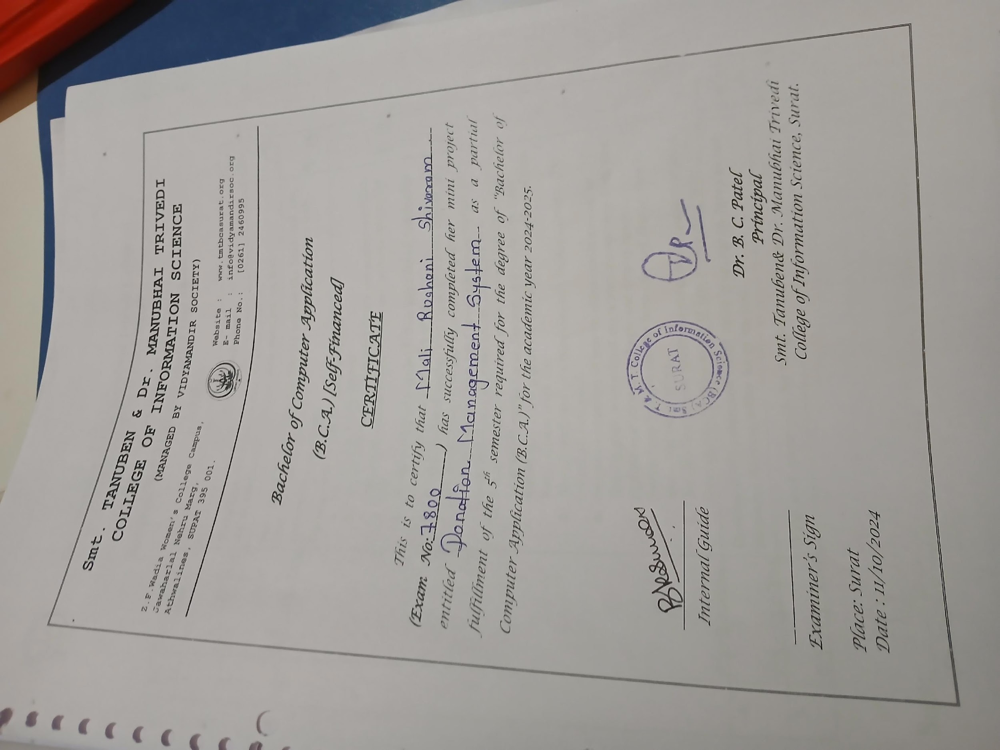 Smt. TANUBEN & Dr. MANUBHAI TRIVEDI
COLLEGE OF INFORMATION SCIENCE
(MANAGED BY VIDYAMANDIR SOCIETY)
Z.F.Wadia Women's College Campus,
Jawaharlal Nehru Marg,
Athwalines, SUPAT 395 001.
Website : www.tmtbcasurat.org
E- mail : info@vidyamandirsoc.org
Phone No.: [0261] 2460995
Bachelor of Computer Application
(B.C.A.) [Self-Financed]
CERTIFICATE
This is to certify that Mali Roshani Shivaram
(Exam No: 7800 ) has successfully completed her mini project
entitled Donation Management System as a partial
fulfillment of the 5th semester required for the degree of "Bachelor of
Computer Application (B.C.A.)" for the academic year 2024-2025.
Internal Guide
T. & M. T. College of Information Science (BCA)
SURAT
Dr. B. C. Patel
Principal
Smt. Tanuben& Dr. Manubhai Trivedi
College of Information Science, Surat.
Examiner's Sign
Place: Surat
Date : 11/10/2024